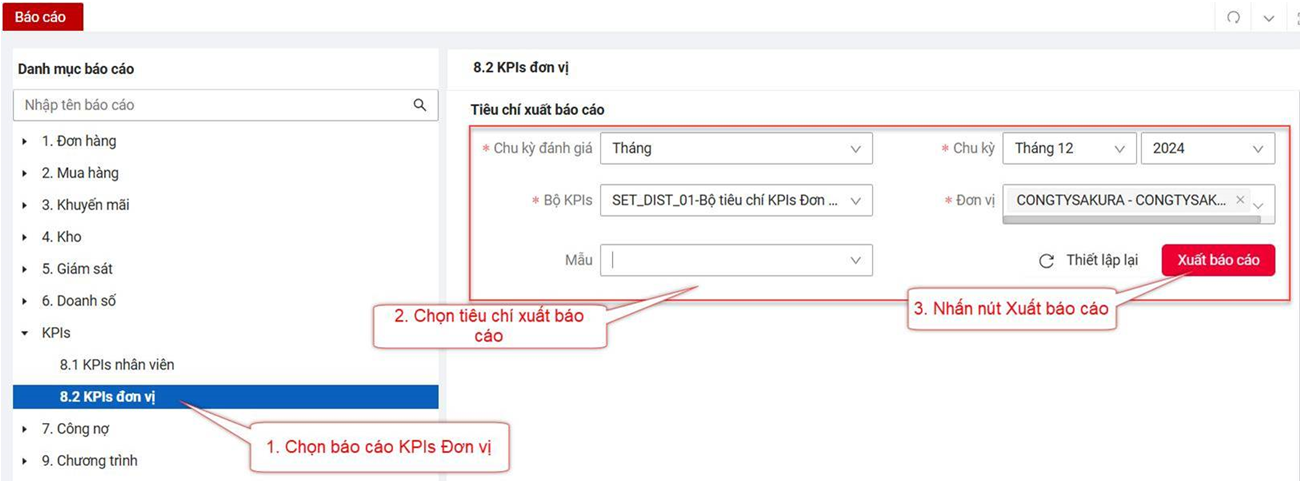 Báo cáo
Danh mục báo cáo
Nhập tên báo cáo
1. Đơn hàng
2. Mua hàng
3. Khuyến mãi
4. Kho
5. Giám sát
6. Doanh số
KPIs
8.1 KPIs nhân viên
8.2 KPIs đơn vị
7. Công nợ
9. Chương trình
1. Chọn báo cáo KPIs Đơn vị
8.2 KPIs đơn vị
Tiêu chí xuất báo cáo
* Chu kỳ đánh giá Tháng * Chu kỳ Tháng 12 2024
* Bộ KPIs SET_DIST_01-Bộ tiêu chí KPIs Đơn ... * Đơn vị CONGTYSAKURA - CONGTYSAK... ×
Mẫu Thiết lập lại Xuất báo cáo
2. Chọn tiêu chí xuất báo
cáo
3. Nhấn nút Xuất báo cáo